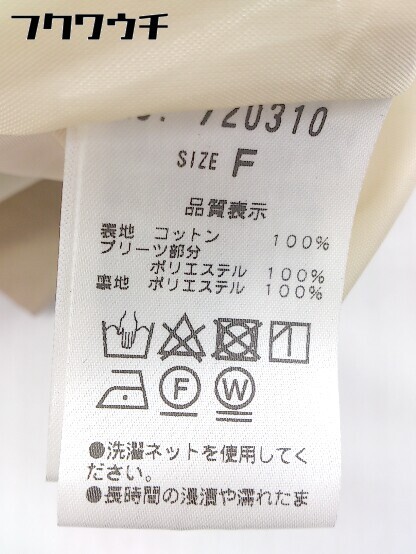 フクワウチ
720310
SIZE F
品質表示
表地 コットン 100%
プリーツ部分
ポリエステル 100%
裏地 ポリエステル 100%
F W
●洗濯ネットを使用してく
ださい。
●長時間の浸漬や濡れたま